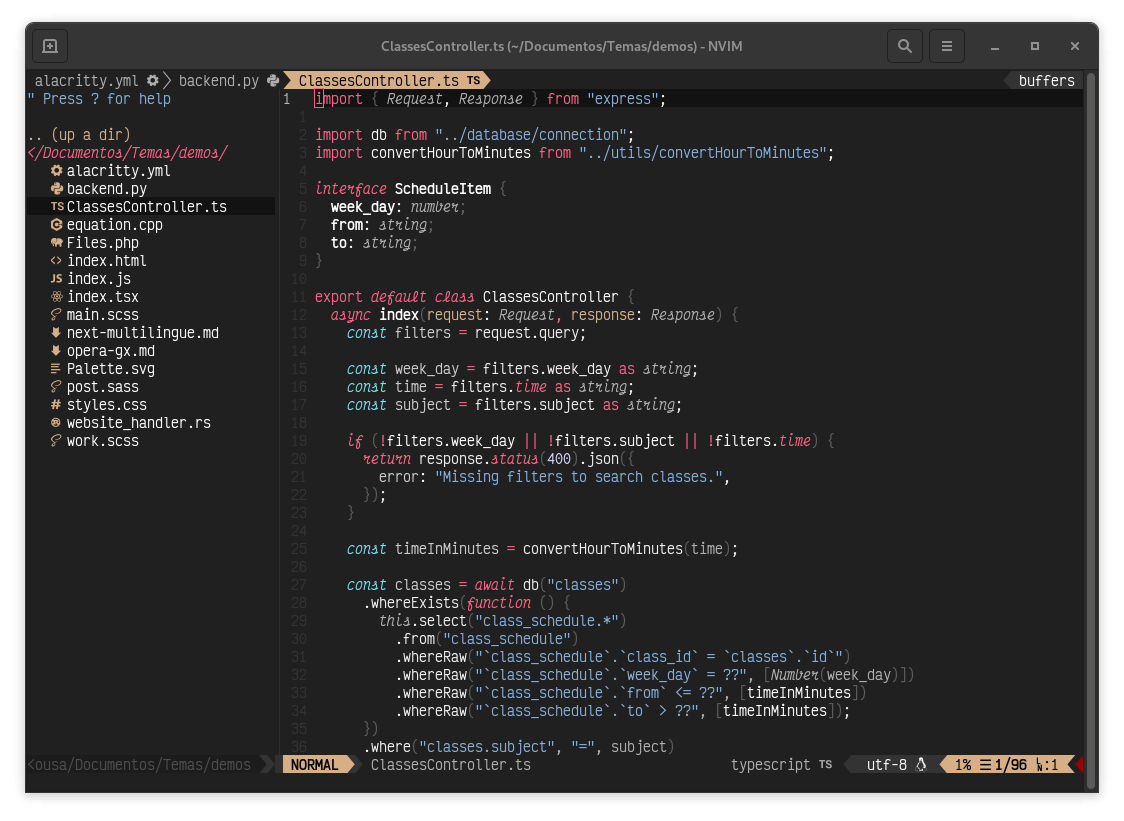 ClassesController.ts (~/Documentos/Temas/demos) - NVIM
alacritty.yml backend.py ClassesController.ts TS buffers
" Press ? for help
.. (up a dir)
</Documentos/Temas/demos/
alacritty.yml
backend.py
TS ClassesController.ts
equation.cpp
Files.php
<> index.html
JS index.js
index.tsx
main.scss
next-multilingue.md
opera-gx.md
Palette.svg
post.sass
# styles.css
website_handler.rs
work.scss
1 import { Request, Response } from "express";
1
2 import db from "../database/connection";
3 import convertHourToMinutes from "../utils/convertHourToMinutes";
4
5 interface ScheduleItem {
6 week_day: number;
7 from: string;
8 to: string;
9 }
10
11 export default class ClassesController {
12 async index(request: Request, response: Response) {
13 const filters = request.query;
14
15 const week_day = filters.week_day as string;
16 const time = filters.time as string;
17 const subject = filters.subject as string;
18
19 if (!filters.week_day || !filters.subject || !filters.time) {
20 return response.status(400).json({
21 error: "Missing filters to search classes.",
22 });
23 }
24
25 const timeInMinutes = convertHourToMinutes(time);
26
27 const classes = await db("classes")
28 .whereExists(function () {
29 this.select("class_schedule.*")
30 .from("class_schedule")
31 .whereRaw("`class_schedule`.`class_id` = `classes`.`id`")
32 .whereRaw("`class_schedule`.`week_day` = ??", [Number(week_day)])
33 .whereRaw("`class_schedule`.`from` <= ??", [timeInMinutes])
34 .whereRaw("`class_schedule`.`to` > ??", [timeInMinutes]);
35 })
36 .where("classes.subject", "=", subject)
<ousa/Documentos/Temas/demos NORMAL ClassesController.ts typescript TS utf-8 1% ☰ 1/96 :1